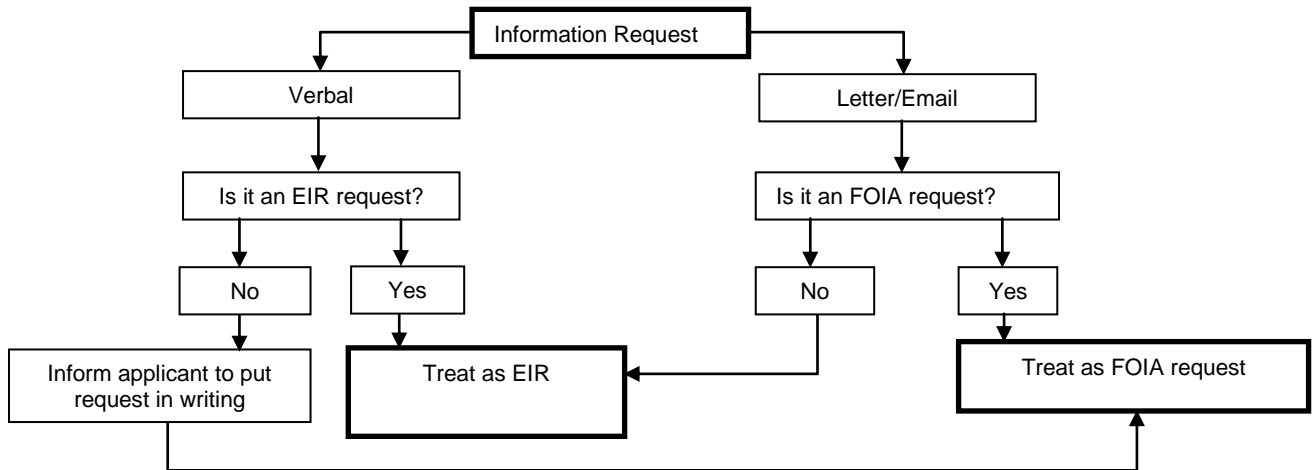 Information Request
Verbal
Letter/Email
Is it an EIR request?
Is it an FOIA request?
No
Yes
No
Yes
Inform applicant to put
request in writing
Treat as EIR
Treat as FOIA request